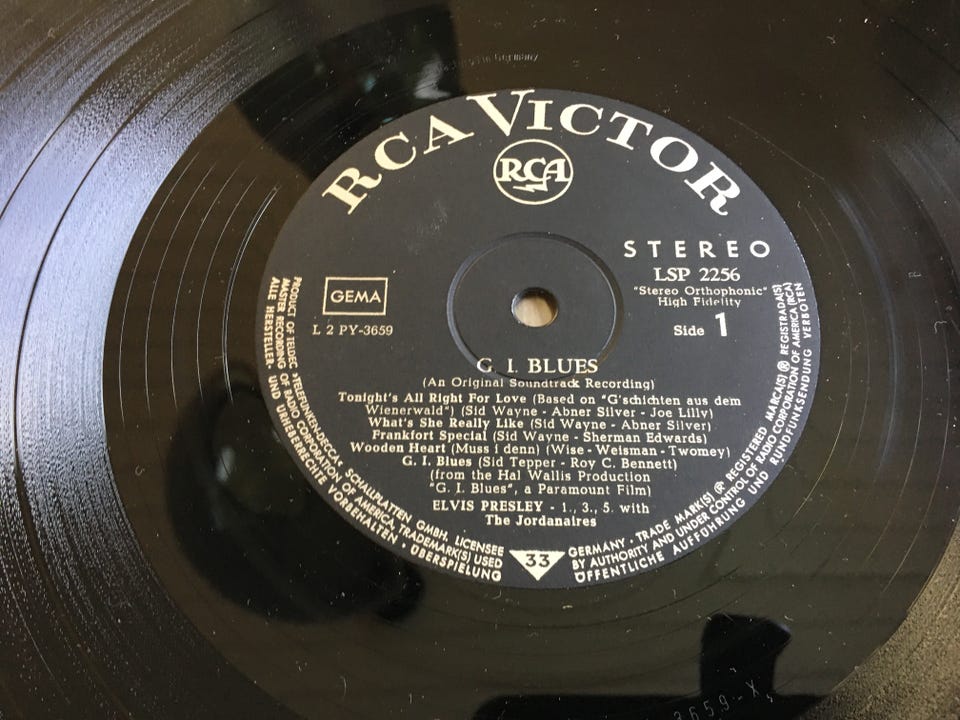 RCA VICTOR
RCA
STEREO
LSP 2256
"Stereo Orthophonic"
High Fidelity
Side 1
GEMA
L 2 PY-3659
G. I. BLUES
(An Original Soundtrack Recording)
Tonight's All Right For Love (Based on "G'schichten aus dem
Wienerwald") (Sid Wayne - Abner Silver - Joe Lilly)
What's She Really Like (Sid Wayne - Abner Silver)
Frankfort Special (Sid Wayne - Sherman Edwards)
Wooden Heart (Muss i denn) (Wise - Weisman - Twomey)
G. I. Blues (Sid Tepper - Roy C. Bennett)
(from the Hal Wallis Production
"G. I. Blues", a Paramount Film)
ELVIS PRESLEY - 1., 3., 5. with
The Jordanaires
33
PRODUCT OF TELDEC »TELEFUNKEN-DECCA« SCHALLPLATTEN GMBH. LICENSEE
MASTER RECORDING OF RADIO CORPORATION OF AMERICA TRADEMARK(S) USED
ALLE HERSTELLER- UND URHEBERRECHTE VORBEHALTEN · ÜBERSPIELUNG
GERMANY · TRADE MARK(S) ® REGISTERED MARCA(S) ® REGISTRADA(S)
BY AUTHORITY AND UNDER CONTROL OF RADIO CORPORATION OF AMERICA (RCA)
ÖFFENTLICHE AUFFÜHRUNG UND RUNDFUNKSENDUNG VERBOTEN
Germany
3659-X